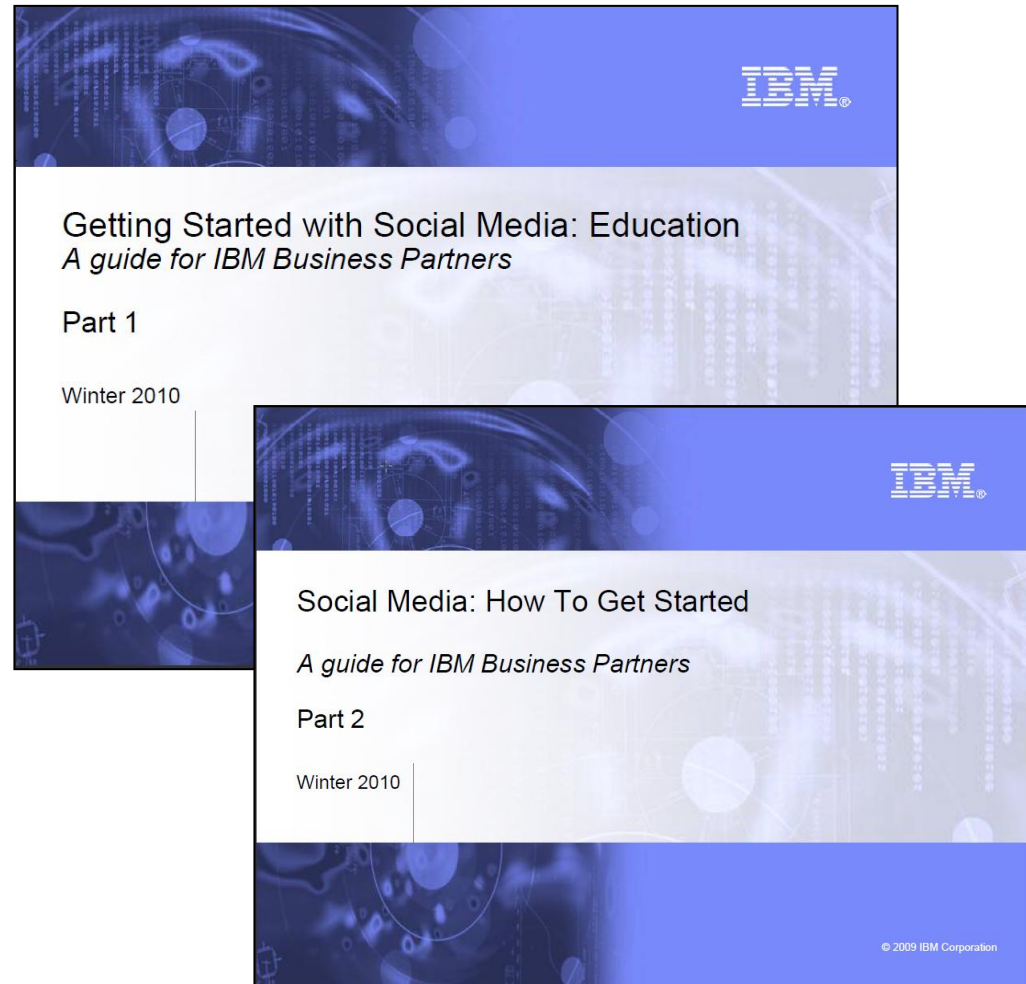 IBM®
Getting Started with Social Media: Education
A guide for IBM Business Partners
Part 1
Winter 2010
IBM®
Social Media: How To Get Started
A guide for IBM Business Partners
Part 2
Winter 2010
© 2009 IBM Corporation